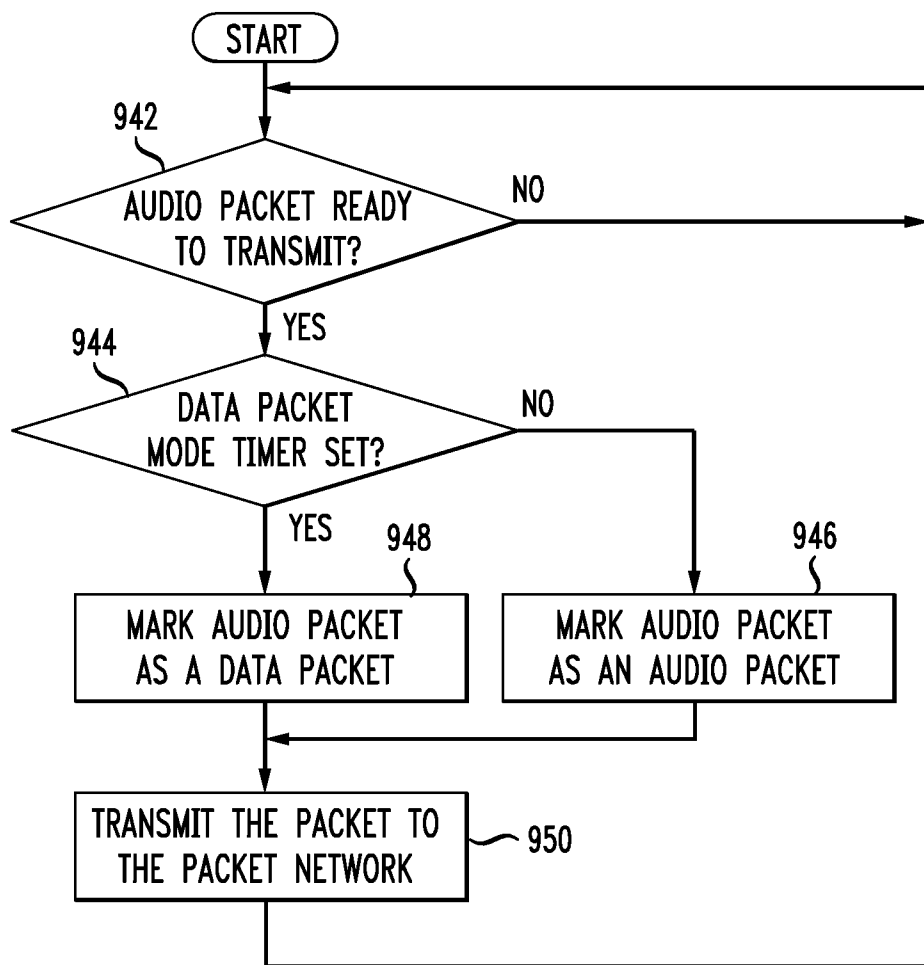 START
942
AUDIO PACKET READY
TO TRANSMIT?
NO
YES
944
DATA PACKET
MODE TIMER SET?
NO
YES
948
MARK AUDIO PACKET
AS A DATA PACKET
946
MARK AUDIO PACKET
AS AN AUDIO PACKET
TRANSMIT THE PACKET TO
THE PACKET NETWORK
950